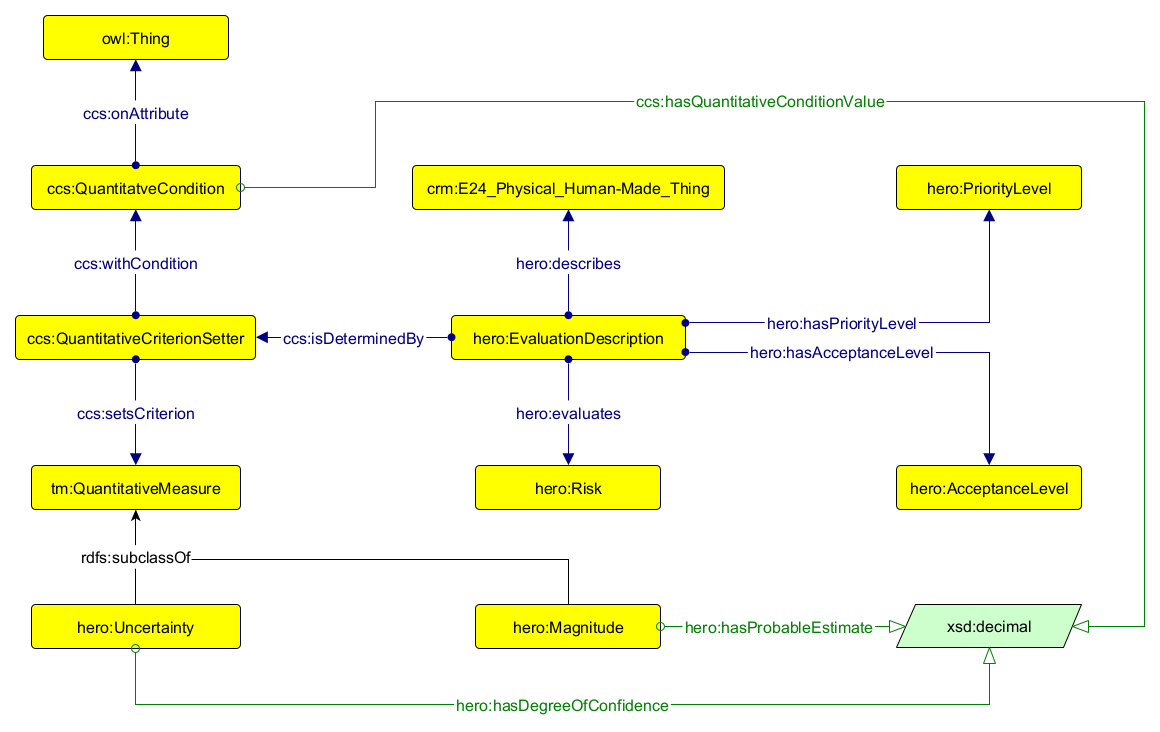 owl:Thing
ccs:onAttribute
ccs:hasQuantitativeConditionValue
ccs:QuantitatveCondition
crm:E24_Physical_Human-Made_Thing
hero:PriorityLevel
ccs:withCondition
hero:describes
hero:hasPriorityLevel
ccs:QuantitativeCriterionSetter
ccs:isDeterminedBy
hero:EvaluationDescription
hero:hasAcceptanceLevel
ccs:setsCriterion
hero:evaluates
tm:QuantitativeMeasure
hero:Risk
hero:AcceptanceLevel
rdfs:subclassOf
hero:Uncertainty
hero:Magnitude
hero:hasProbableEstimate
xsd:decimal
hero:hasDegreeOfConfidence